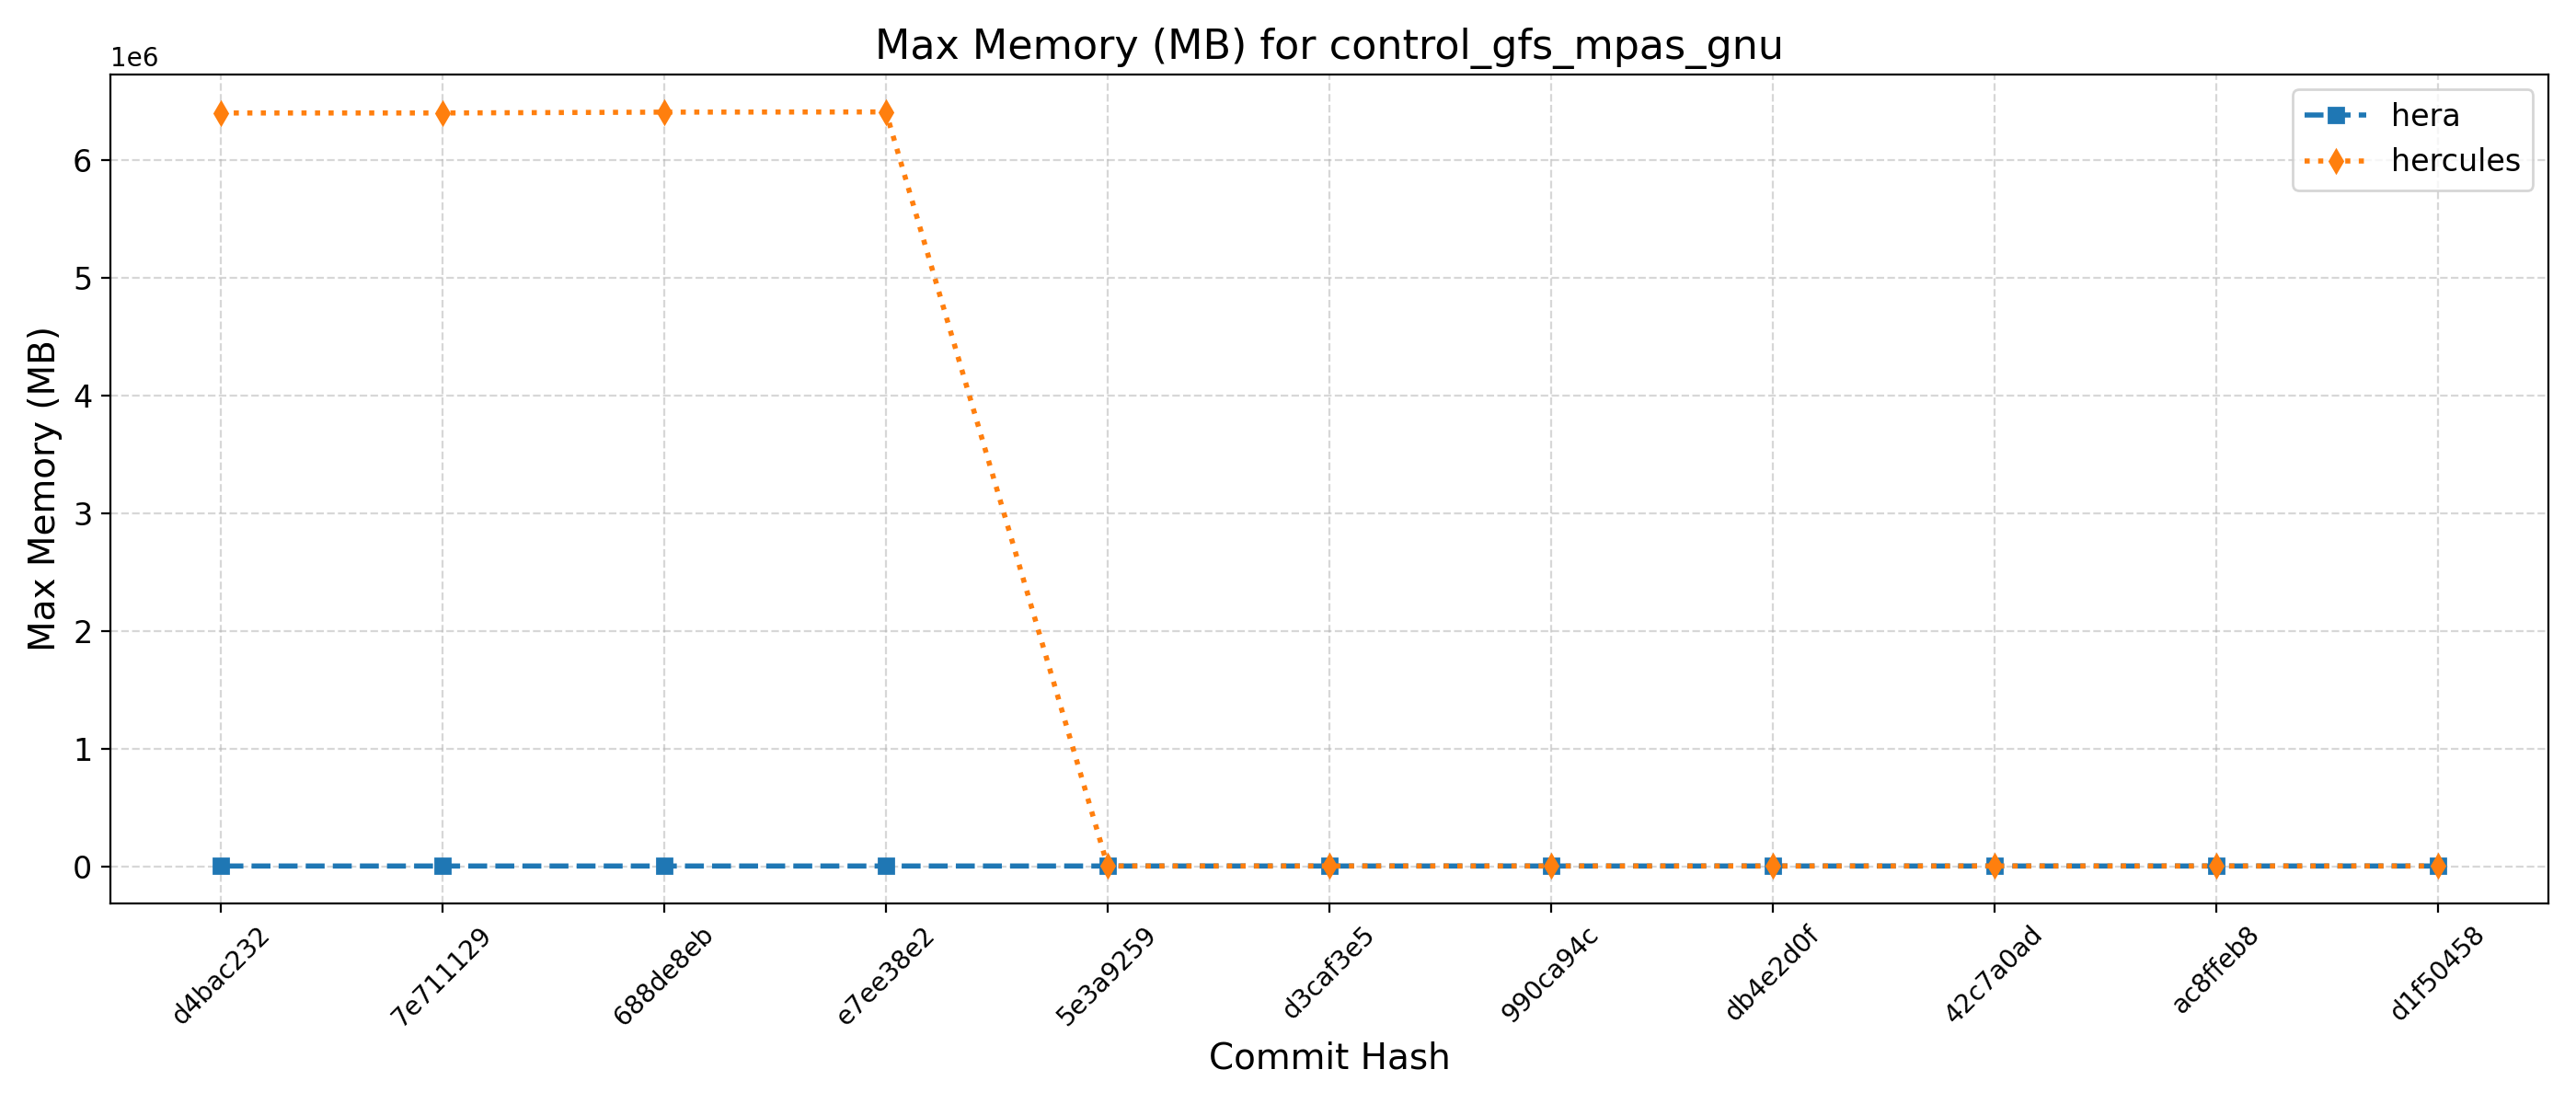 Max Memory (MB) for control_gfs_mpas_gnu
1e6
hera
hercules
6
5
4
3
2
1
0
Max Memory (MB)
d4bac232
7e711129
688de8eb
e7ee38e2
5e3a9259
d3caf3e5
990ca94c
db4e2d0f
42c7a0ad
ac8ffeb8
d1f50458
Commit Hash